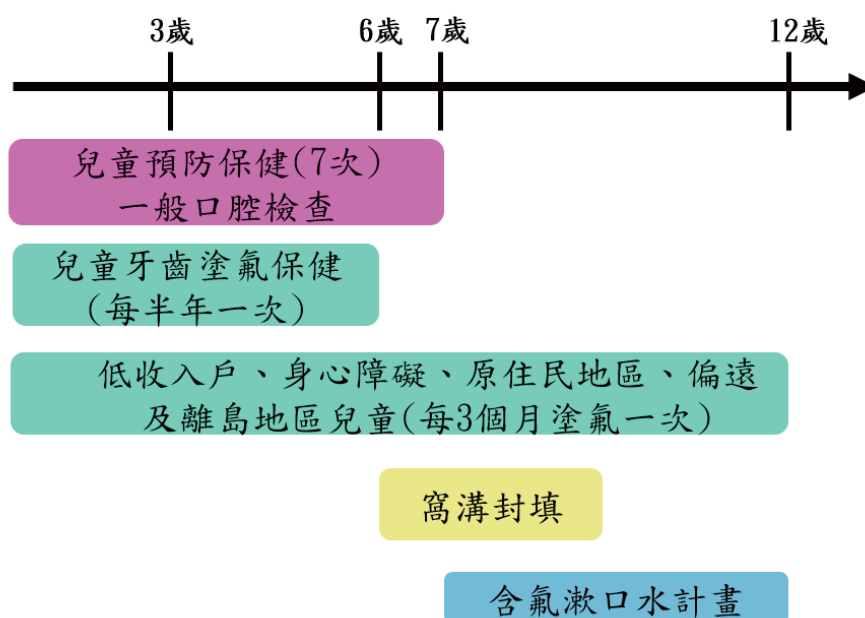 3歲 6歲 7歲 12歲
兒童預防保健(7次)
一般口腔檢查
兒童牙齒塗氟保健
(每半年一次)
低收入戶、身心障礙、原住民地區、偏遠
及離島地區兒童(每3個月塗氟一次)
窩溝封填
含氟漱口水計畫